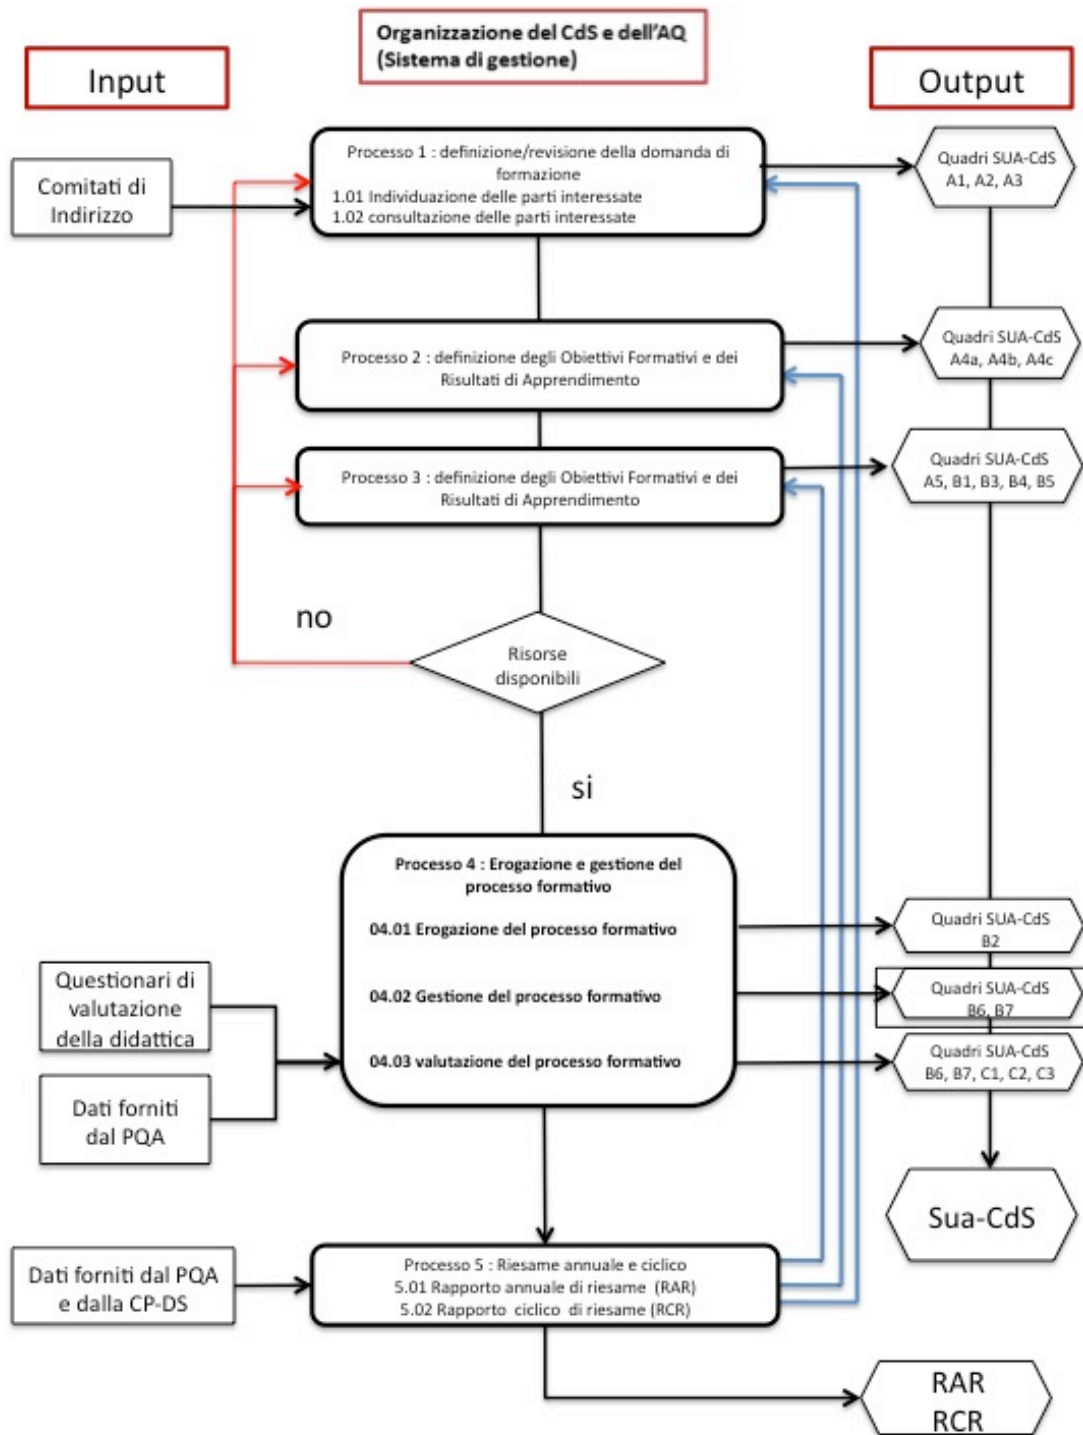 Organizzazione del CdS e dell'AQ
(Sistema di gestione)
Input
Output
Comitati di
Indirizzo
Processo 1 : definizione/revisione della domanda di
formazione
1.01 Individuazione delle parti interessate
1.02 consultazione delle parti interessate
Quadri SUA-CdS
A1, A2, A3
Processo 2 : definizione degli Obiettivi Formativi e dei
Risultati di Apprendimento
Quadri SUA-CdS
A4a, A4b, A4c
Processo 3 : definizione degli Obiettivi Formativi e dei
Risultati di Apprendimento
Quadri SUA-CdS
A5, B1, B3, B4, B5
no
Risorse
disponibili
si
Processo 4 : Erogazione e gestione del
processo formativo
04.01 Erogazione del processo formativo
04.02 Gestione del processo formativo
04.03 valutazione del processo formativo
Quadri SUA-CdS
B2
Quadri SUA-CdS
B6, B7
Quadri SUA-CdS
B6, B7, C1, C2, C3
Questionari di
valutazione
della didattica
Dati forniti
dal PQA
Sua-CdS
Dati forniti dal PQA
e dalla CP-DS
Processo 5 : Riesame annuale e ciclico
5.01 Rapporto annuale di riesame (RAR)
5.02 Rapporto ciclico di riesame (RCR)
RAR
RCR